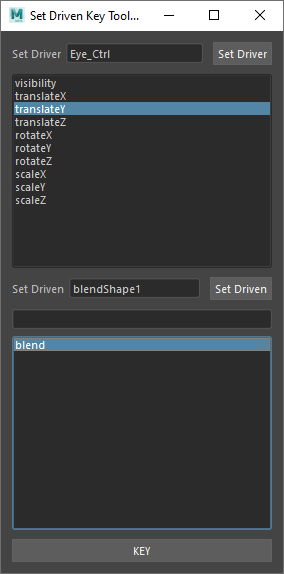 Set Driven Key Tool...
Set Driver Eye_Ctrl Set Driver
visibility
translateX
translateY
translateZ
rotateX
rotateY
rotateZ
scaleX
scaleY
scaleZ
Set Driven blendShape1 Set Driven
blend
KEY